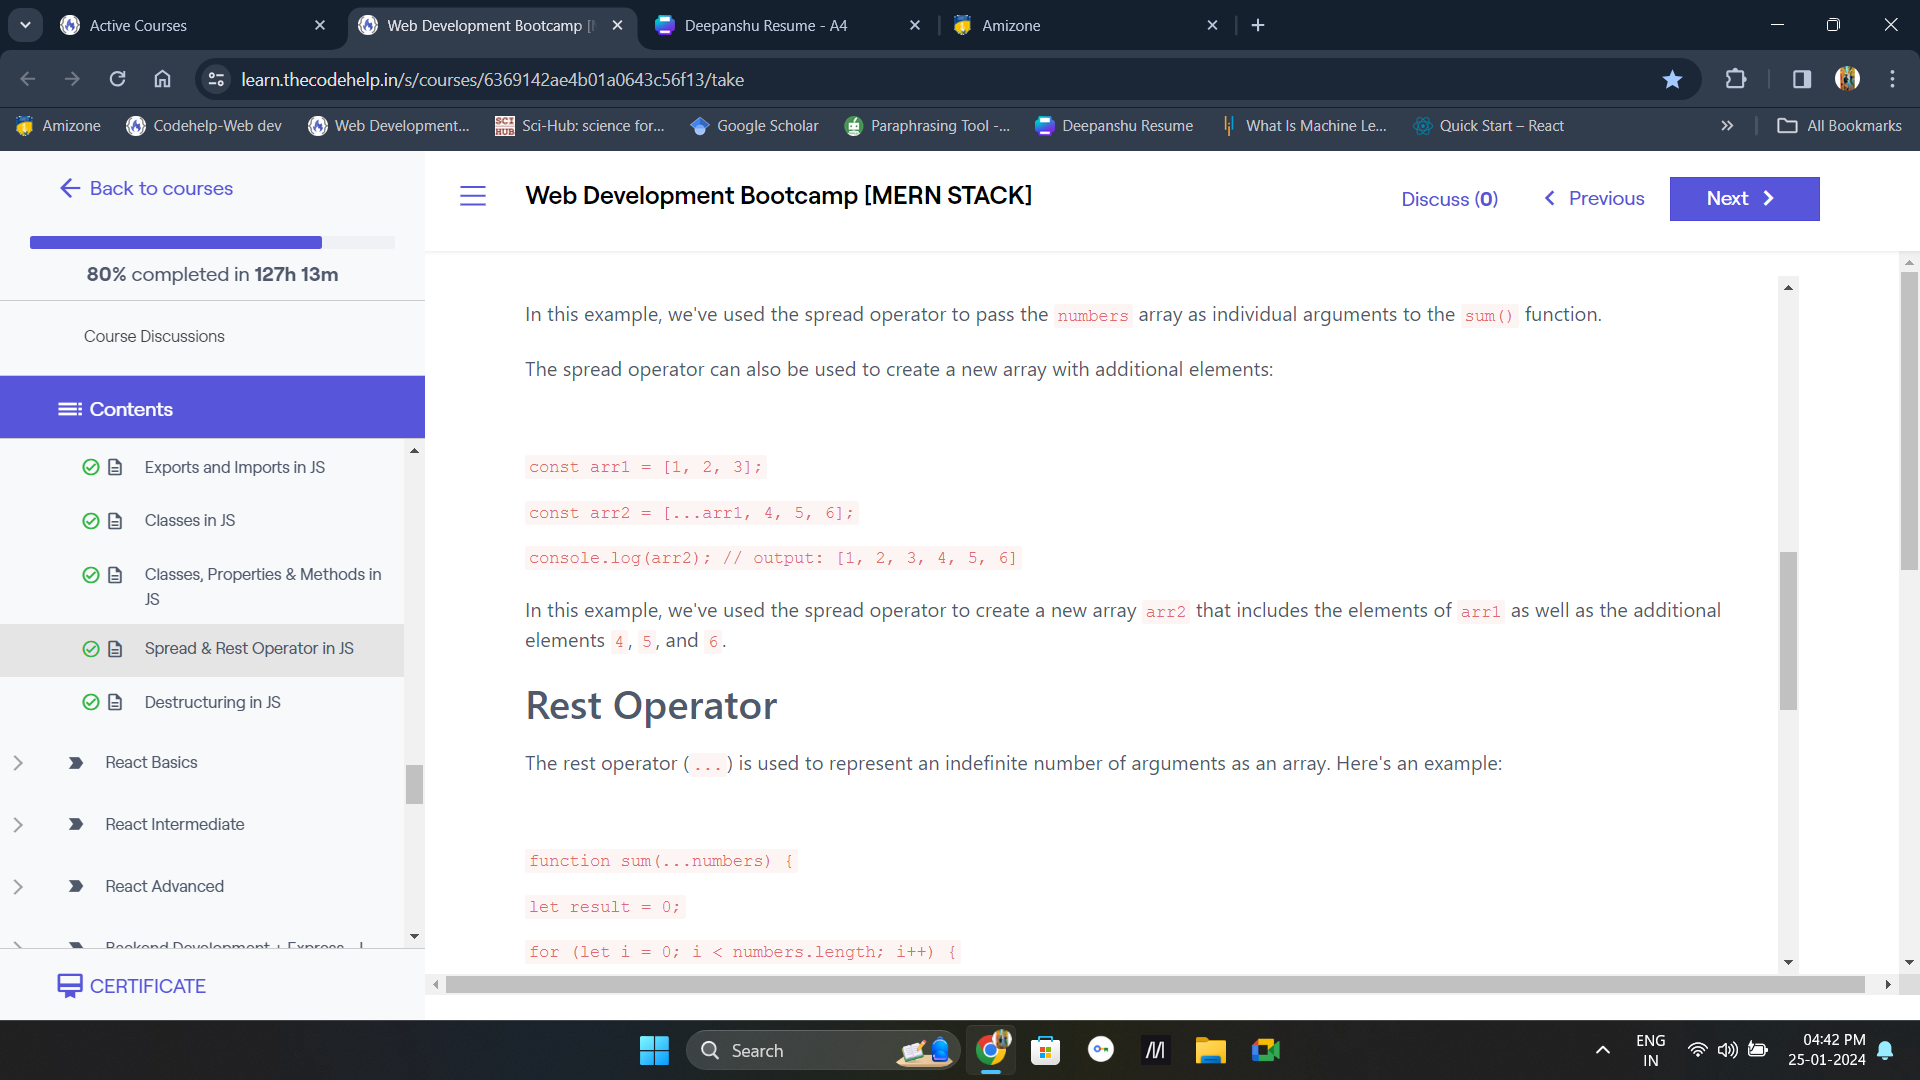 Active Courses
Web Development Bootcamp [
Deepanshu Resume - A4
Amizone
learn.thecodehelp.in/s/courses/6369142ae4b01a0643c56f13/take
Amizone
Codehelp-Web dev
Web Development...
SCI HUB
Sci-Hub: science for...
Google Scholar
Paraphrasing Tool -...
Deepanshu Resume
What Is Machine Le...
Quick Start – React
All Bookmarks
Back to courses
80% completed in 127h 13m
Course Discussions
Contents
Exports and Imports in JS
Classes in JS
Classes, Properties & Methods in
JS
Spread & Rest Operator in JS
Destructuring in JS
React Basics
React Intermediate
React Advanced
Backend Development + Express
CERTIFICATE
Web Development Bootcamp [MERN STACK]
Discuss (0)
Previous
Next
In this example, we've used the spread operator to pass the numbers array as individual arguments to the sum() function.
The spread operator can also be used to create a new array with additional elements:
const arr1 = [1, 2, 3];
const arr2 = [...arr1, 4, 5, 6];
console.log(arr2); // output: [1, 2, 3, 4, 5, 6]
In this example, we've used the spread operator to create a new array arr2 that includes the elements of arr1 as well as the additional
elements 4, 5, and 6.
Rest Operator
The rest operator (...) is used to represent an indefinite number of arguments as an array. Here's an example:
function sum(...numbers) {
let result = 0;
for (let i = 0; i < numbers.length; i++) {
Search
ENG
IN
04:42 PM
25-01-2024